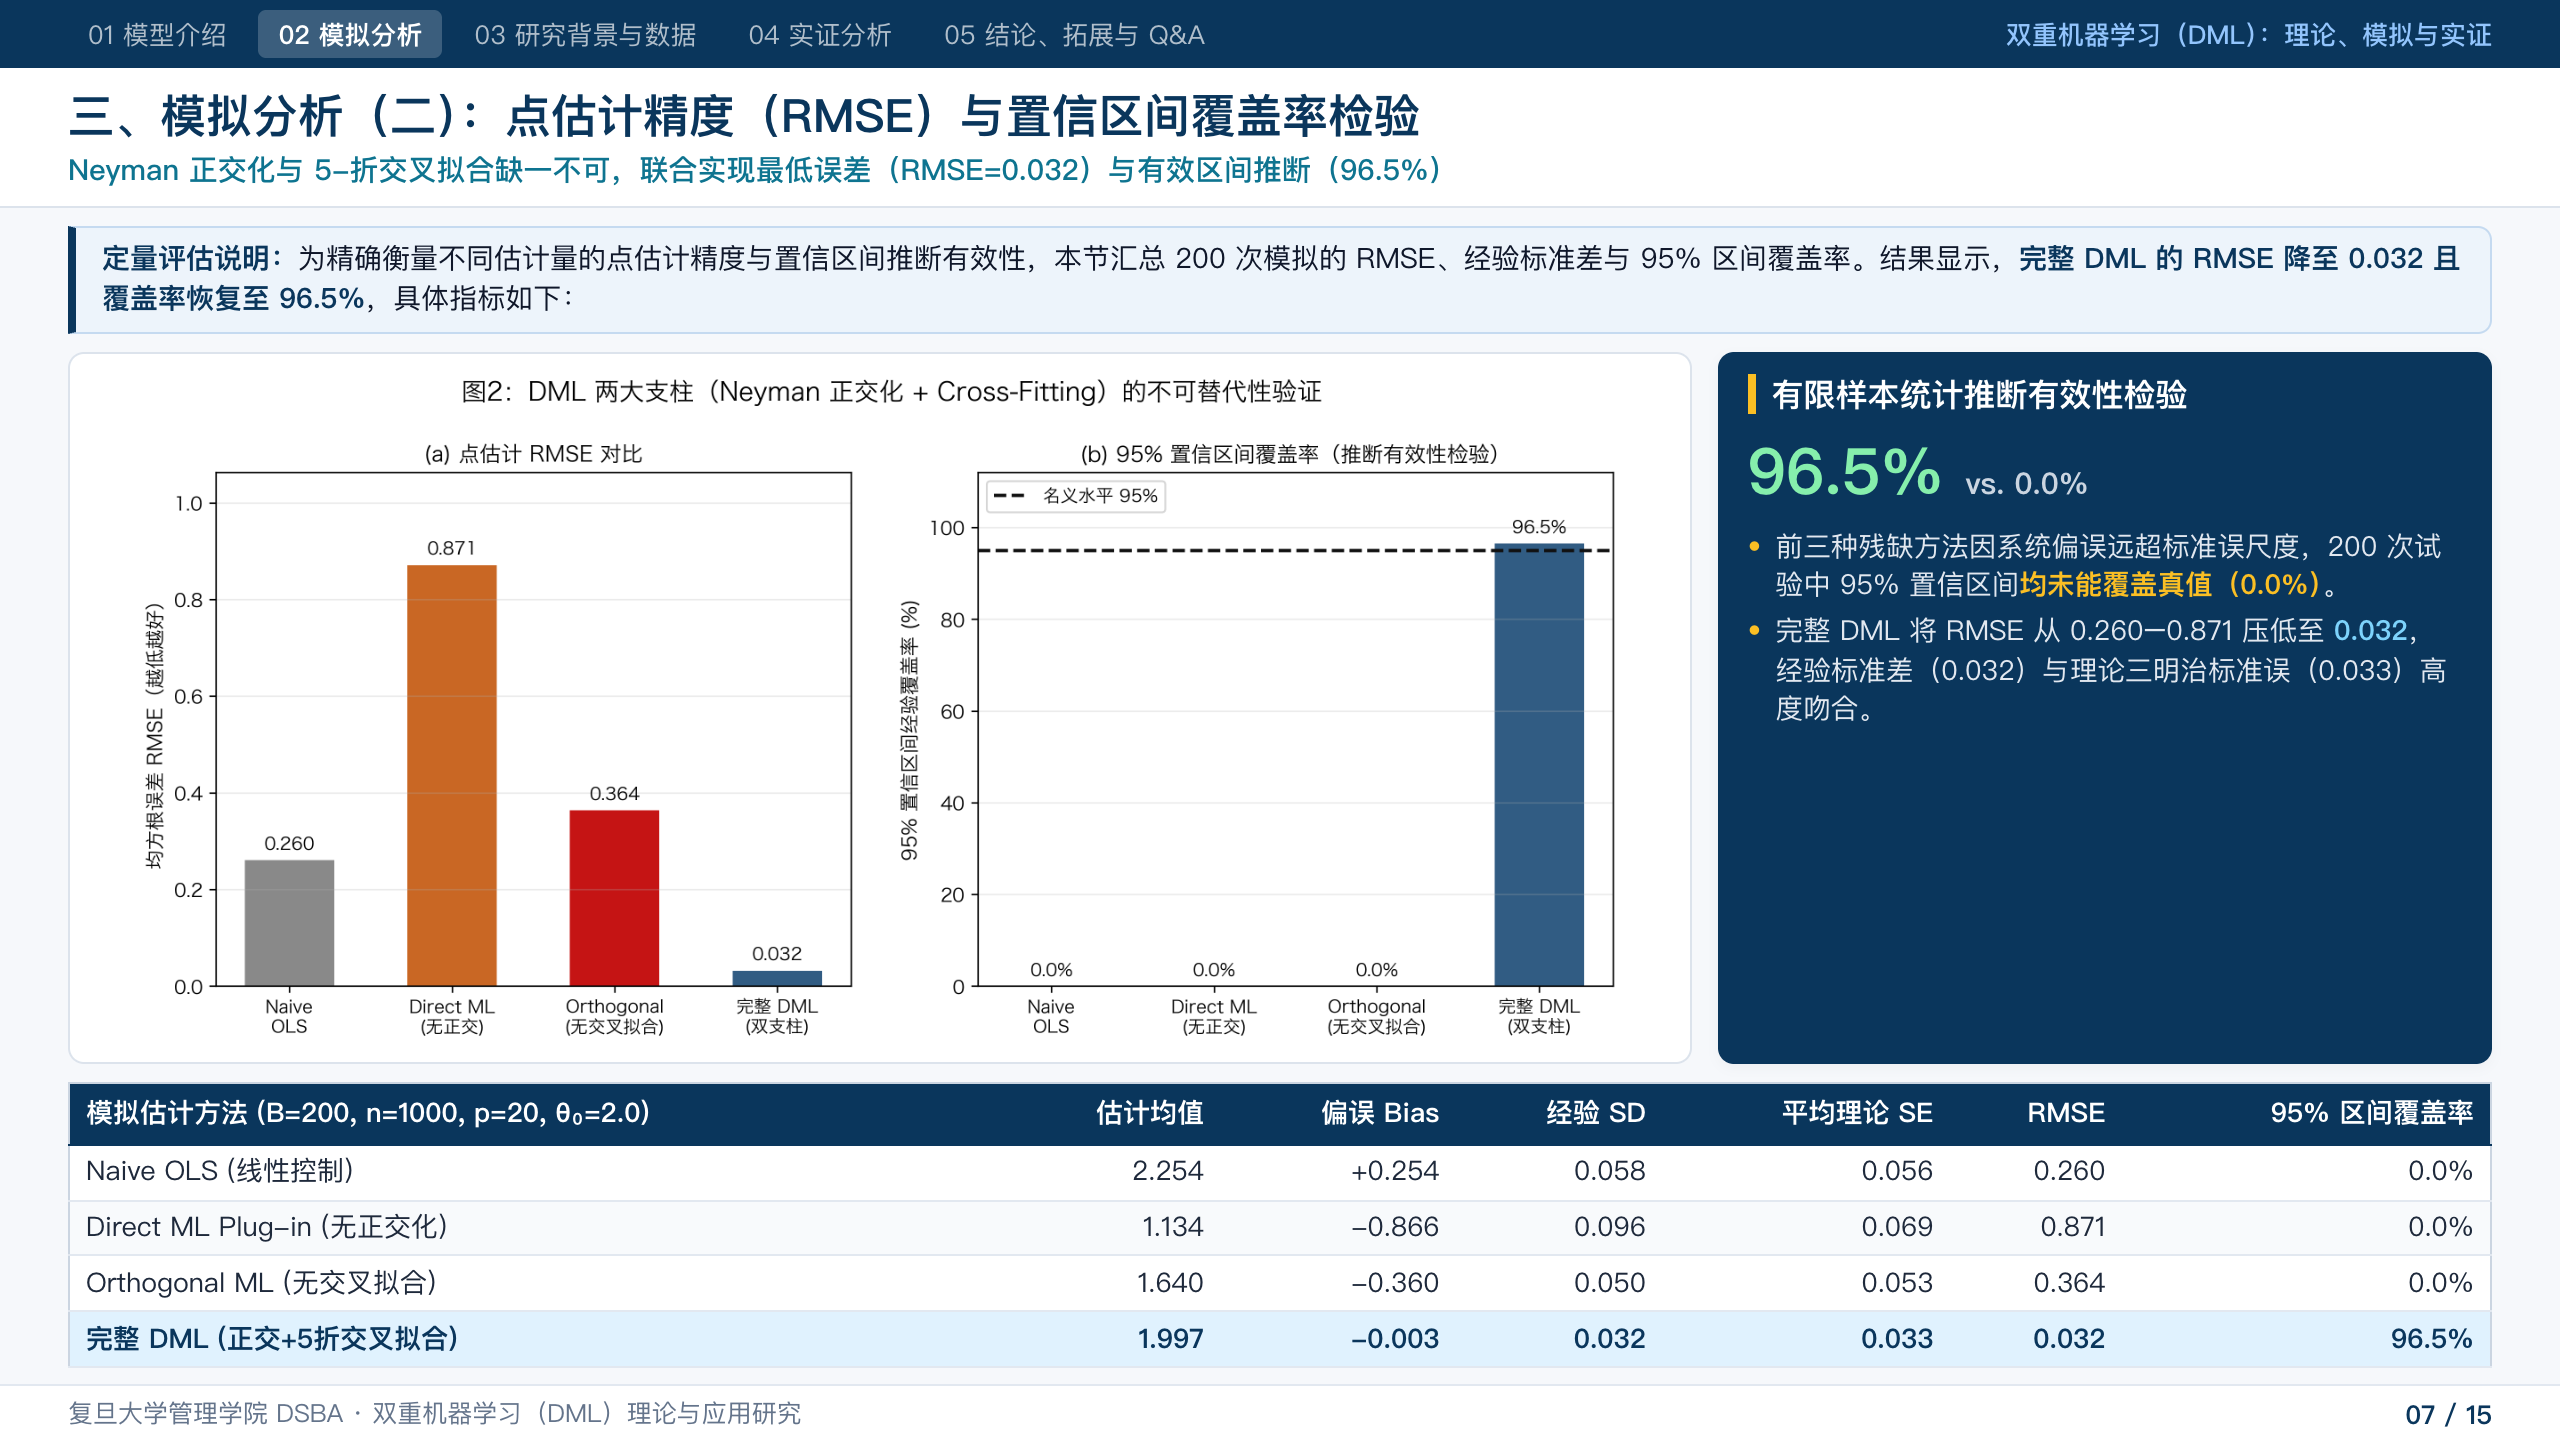 01 模型介绍
02 模拟分析
03 研究背景与数据
04 实证分析
05 结论、拓展与 Q&A
双重机器学习（DML）：理论、模拟与实证
三、模拟分析（二）：点估计精度（RMSE）与置信区间覆盖率检验
Neyman 正交化与 5-折交叉拟合缺一不可，联合实现最低误差（RMSE=0.032）与有效区间推断（96.5%）
定量评估说明：为精确衡量不同估计量的点估计精度与置信区间推断有效性，本节汇总 200 次模拟的 RMSE、经验标准差与 95% 区间覆盖率。结果显示，完整 DML 的 RMSE 降至 0.032 且
覆盖率恢复至 96.5%，具体指标如下：
图2：DML 两大支柱（Neyman 正交化 + Cross-Fitting）的不可替代性验证
(a) 点估计 RMSE 对比
均方根误差 RMSE（越低越好）
1.0
0.8
0.6
0.4
0.2
0.0
0.260
0.871
0.364
0.032
Naive
OLS
Direct ML
(无正交)
Orthogonal
(无交叉拟合)
完整 DML
(双支柱)
(b) 95% 置信区间覆盖率（推断有效性检验）
名义水平 95%
95% 置信区间经验覆盖率 (%)
100
80
60
40
20
0
0.0%
0.0%
0.0%
96.5%
Naive
OLS
Direct ML
(无正交)
Orthogonal
(无交叉拟合)
完整 DML
(双支柱)
有限样本统计推断有效性检验
96.5% vs. 0.0%
• 前三种残缺方法因系统偏误远超标准误尺度，200 次试
验中 95% 置信区间均未能覆盖真值（0.0%）。
• 完整 DML 将 RMSE 从 0.260—0.871 压低至 0.032，
经验标准差（0.032）与理论三明治标准误（0.033）高
度吻合。
模拟估计方法 (B=200, n=1000, p=20, θ₀=2.0) 估计均值 偏误 Bias 经验 SD 平均理论 SE RMSE 95% 区间覆盖率
Naive OLS (线性控制) 2.254 +0.254 0.058 0.056 0.260 0.0%
Direct ML Plug-in (无正交化) 1.134 −0.866 0.096 0.069 0.871 0.0%
Orthogonal ML (无交叉拟合) 1.640 −0.360 0.050 0.053 0.364 0.0%
完整 DML (正交+5折交叉拟合) 1.997 −0.003 0.032 0.033 0.032 96.5%
复旦大学管理学院 DSBA · 双重机器学习（DML）理论与应用研究
07 / 15